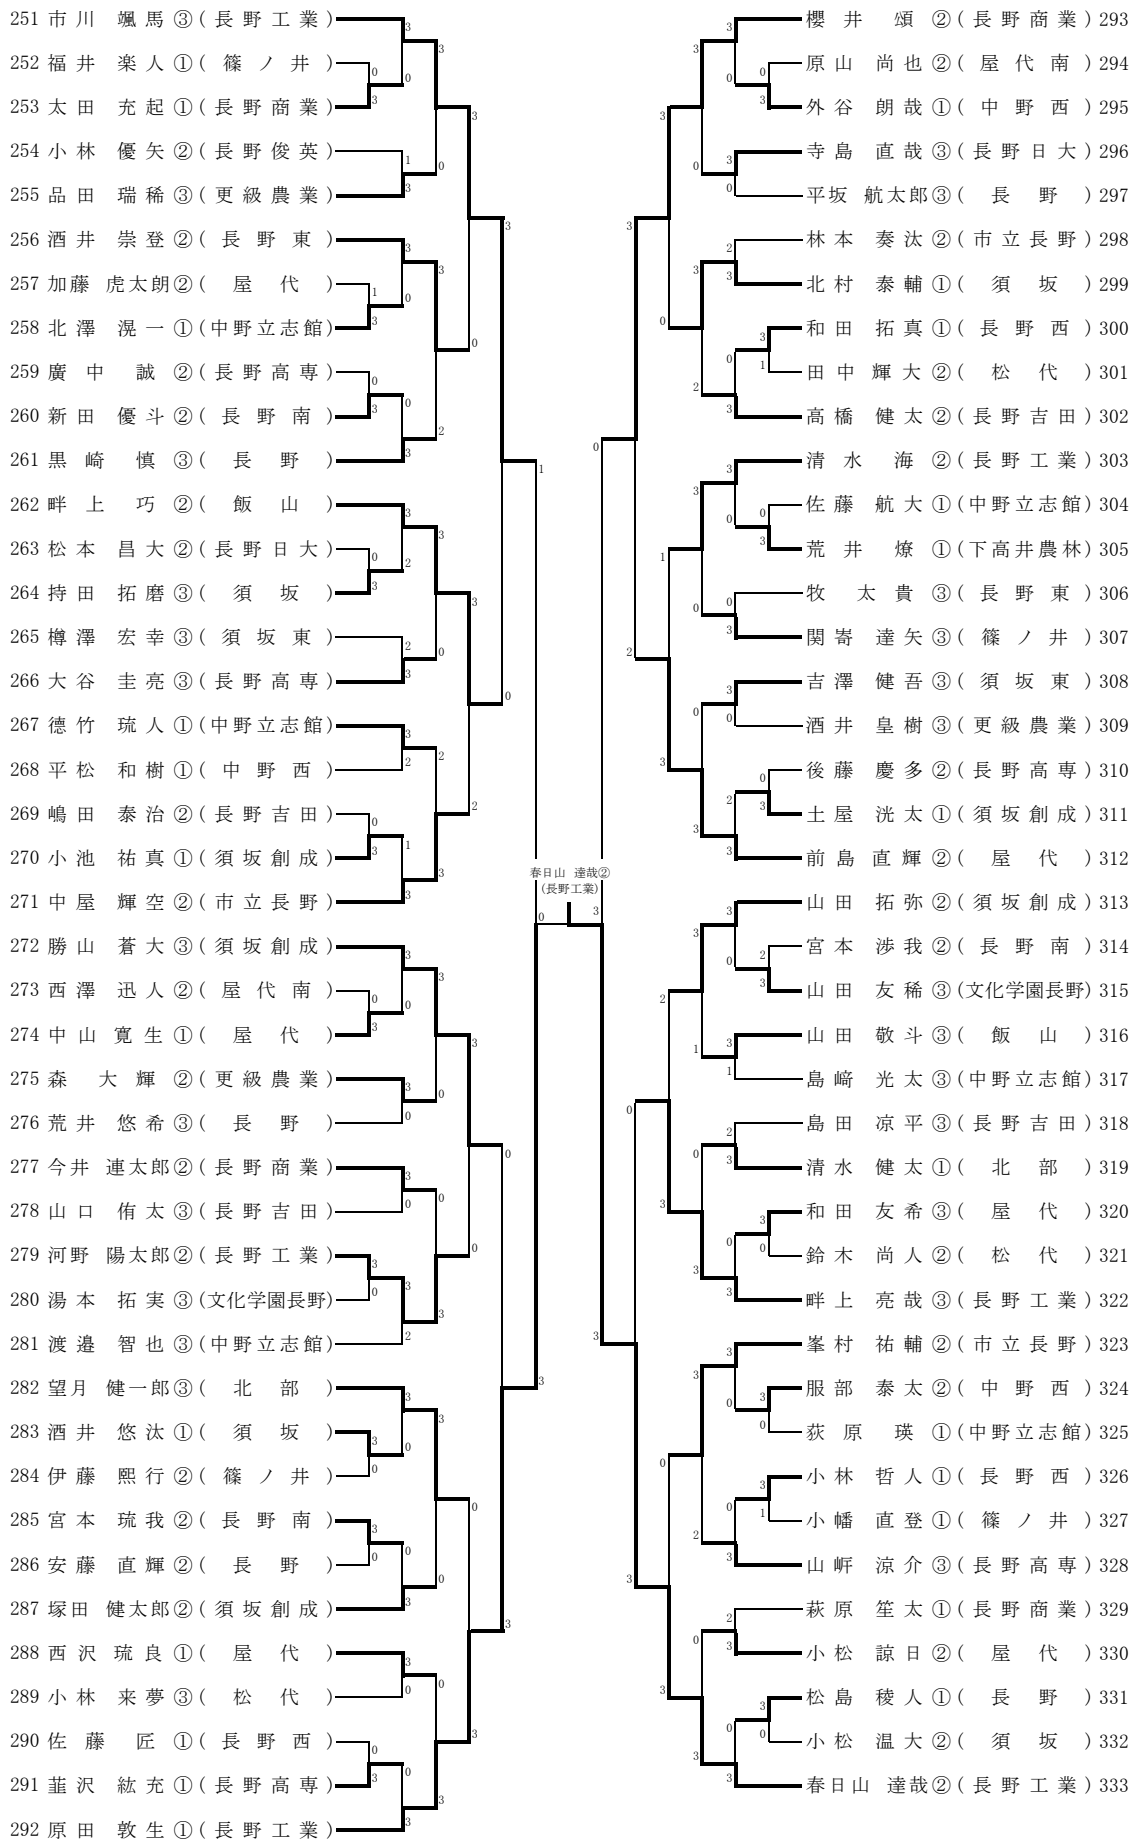 251 市川 颯馬 ③ (長野工業)
252 福井 楽人 ① (篠ノ井)
253 太田 充起 ① (長野商業)
254 小林 優矢 ② (長野俊英)
255 品田 瑞稀 ③ (更級農業)
256 酒井 崇登 ② (長野東)
257 加藤 虎太朗 ② (屋代)
258 北澤 滉一 ① (中野立志館)
259 廣中 誠 ② (長野高専)
260 新田 優斗 ② (長野南)
261 黒崎 慎 ③ (長野)
262 畔上 巧 ② (飯山)
263 松本 昌大 ② (長野日大)
264 持田 拓磨 ③ (須坂)
265 樽澤 宏幸 ③ (須坂東)
266 大谷 圭亮 ③ (長野高専)
267 德竹 琉人 ① (中野立志館)
268 平松 和樹 ① (中野西)
269 嶋田 泰治 ② (長野吉田)
270 小池 祐真 ① (須坂創成)
271 中屋 輝空 ② (市立長野)
272 勝山 蒼大 ③ (須坂創成)
273 西澤 迅人 ② (屋代南)
274 中山 寛生 ① (屋代)
275 森 大輝 ② (更級農業)
276 荒井 悠希 ③ (長野)
277 今井 連太郎 ② (長野商業)
278 山口 侑太 ③ (長野吉田)
279 河野 陽太郎 ② (長野工業)
280 湯本 拓実 ③ (文化学園長野)
281 渡邉 智也 ③ (中野立志館)
282 望月 健一郎 ③ (北部)
283 酒井 悠汰 ① (須坂)
284 伊藤 熙行 ② (篠ノ井)
285 宮本 琉我 ② (長野南)
286 安藤 直輝 ② (長野)
287 塚田 健太郎 ② (須坂創成)
288 西沢 琉良 ① (屋代)
289 小林 来夢 ③ (松代)
290 佐藤 匠 ① (長野西)
291 韮沢 紘充 ① (長野高専)
292 原田 敦生 ① (長野工業)
春日山 達哉②
(長野工業)
櫻井 頌 ② (長野商業) 293
原山 尚也 ② (屋代南) 294
外谷 朗哉 ① (中野西) 295
寺島 直哉 ③ (長野日大) 296
平坂 航太郎 ③ (長野) 297
林本 奏汰 ② (市立長野) 298
北村 泰輔 ① (須坂) 299
和田 拓真 ① (長野西) 300
田中 輝大 ② (松代) 301
高橋 健太 ② (長野吉田) 302
清水 海 ② (長野工業) 303
佐藤 航大 ① (中野立志館) 304
荒井 燎 ① (下高井農林) 305
牧 太貴 ③ (長野東) 306
関㟢 達矢 ③ (篠ノ井) 307
吉澤 健吾 ③ (須坂東) 308
酒井 皇樹 ③ (更級農業) 309
後藤 慶多 ② (長野高専) 310
土屋 洸太 ① (須坂創成) 311
前島 直輝 ② (屋代) 312
山田 拓弥 ② (須坂創成) 313
宮本 渉我 ② (長野南) 314
山田 友稀 ③ (文化学園長野) 315
山田 敬斗 ③ (飯山) 316
島﨑 光太 ③ (中野立志館) 317
島田 凉平 ③ (長野吉田) 318
清水 健太 ① (北部) 319
和田 友希 ③ (屋代) 320
鈴木 尚人 ② (松代) 321
畔上 亮哉 ③ (長野工業) 322
峯村 祐輔 ② (市立長野) 323
服部 泰太 ② (中野西) 324
荻原 瑛 ① (中野立志館) 325
小林 哲人 ① (長野西) 326
小幡 直登 ① (篠ノ井) 327
山㟁 涼介 ③ (長野高専) 328
萩原 笙太 ① (長野商業) 329
小松 諒日 ② (屋代) 330
松島 稜人 ① (長野) 331
小松 温大 ② (須坂) 332
春日山 達哉 ② (長野工業) 333